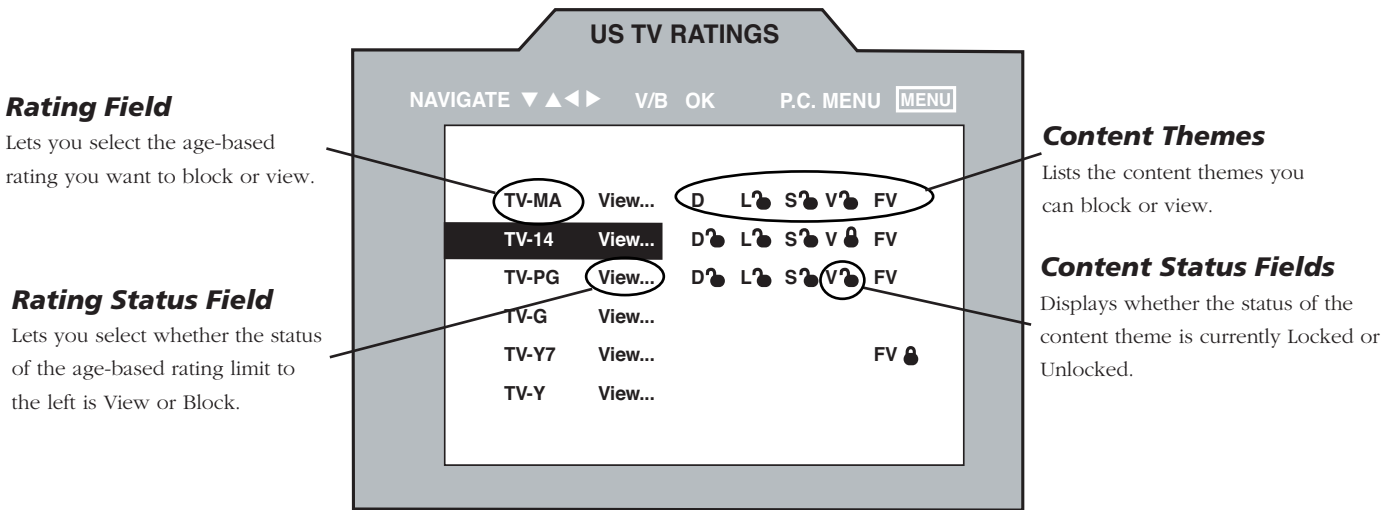 US TV RATINGS
NAVIGATE ▼ ▲ ◀ ▶ V/B OK P.C. MENU MENU
Rating Field
Lets you select the age-based
rating you want to block or view.
Rating Status Field
Lets you select whether the status
of the age-based rating limit to
the left is View or Block.
TV-MA View... D L S V FV
TV-14 View... D L S V FV
TV-PG View... D L S V FV
TV-G View...
TV-Y7 View... FV
TV-Y View...
Content Themes
Lists the content themes you
can block or view.
Content Status Fields
Displays whether the status of the
content theme is currently Locked or
Unlocked.